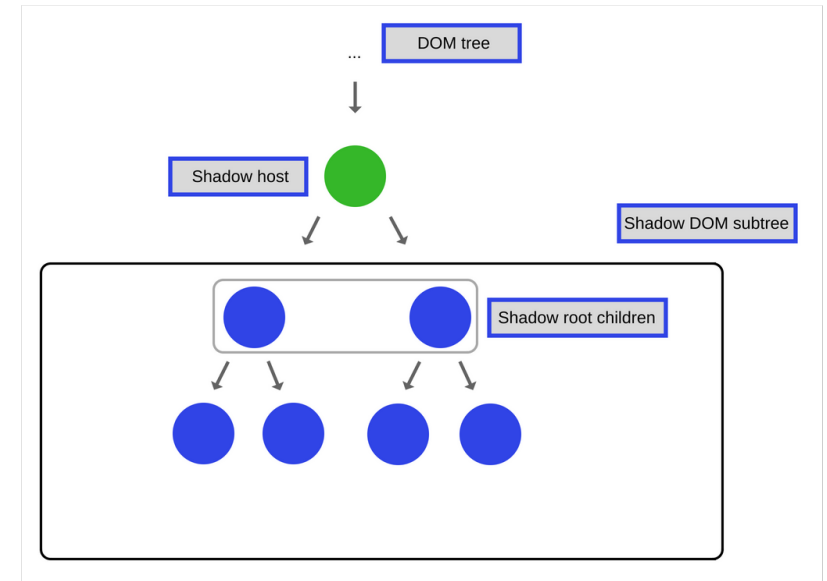 DOM tree
...
Shadow host
Shadow DOM subtree
Shadow root children